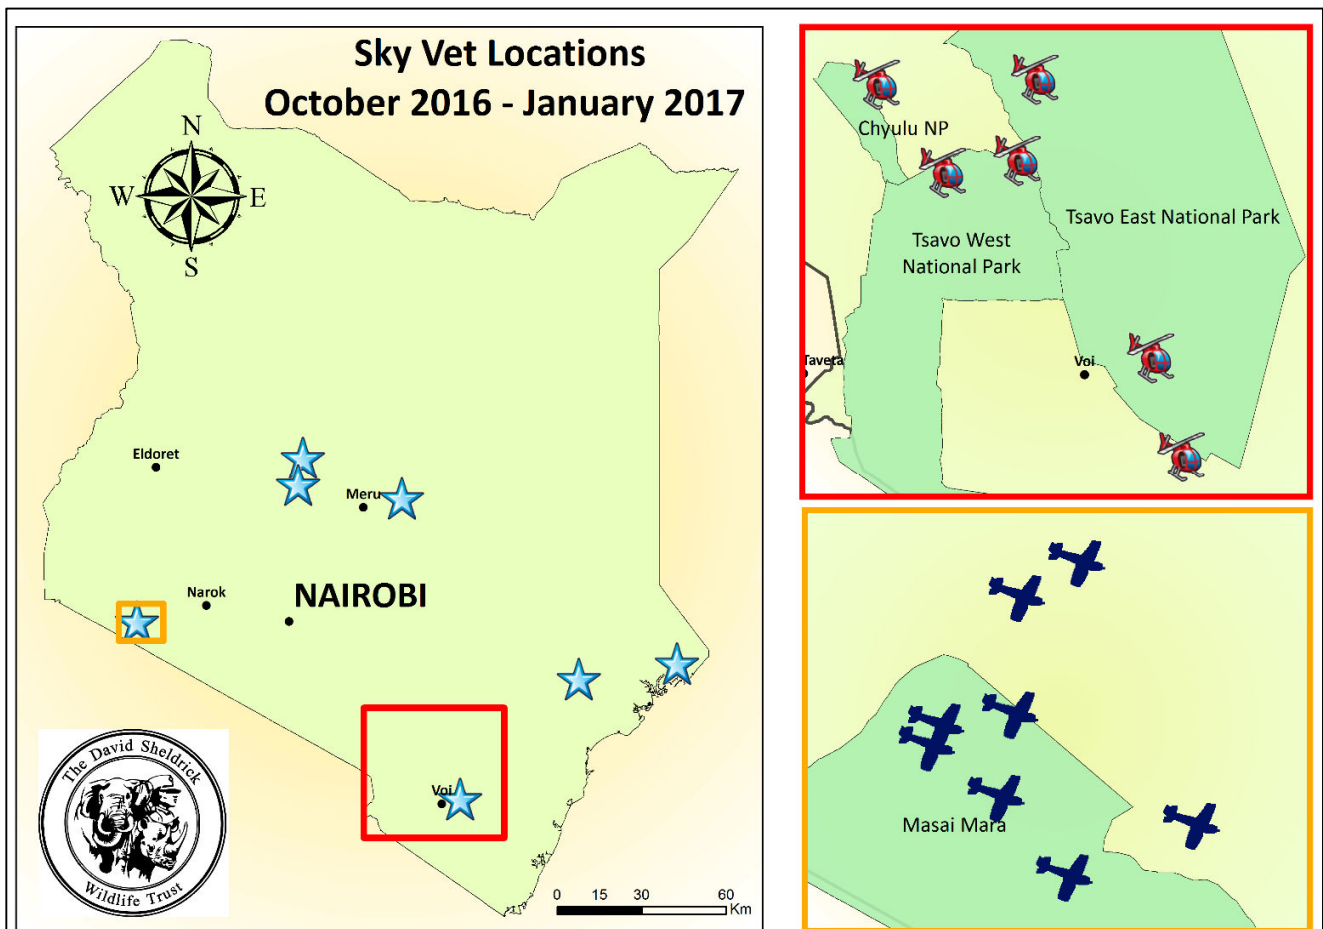 Sky Vet Locations
October 2016 - January 2017
N
W
E
S
Eldoret
Meru
Narok
NAIROBI
Voi
The David Sheldrick
Wildlife Trust
0 15 30 60
Km
Chyulu NP
Tsavo East National Park
Tsavo West
National Park
Taveta
Voi
Masai Mara